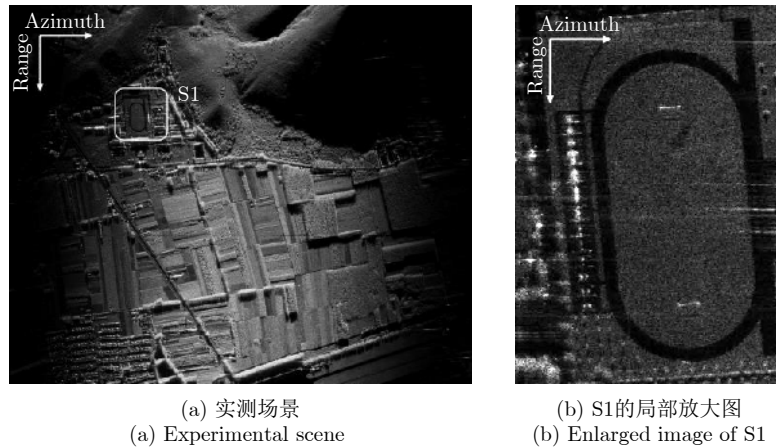 Azimuth
Range
S1
Azimuth
Range
(a) 实测场景
(a) Experimental scene
(b) S1的局部放大图
(b) Enlarged image of S1